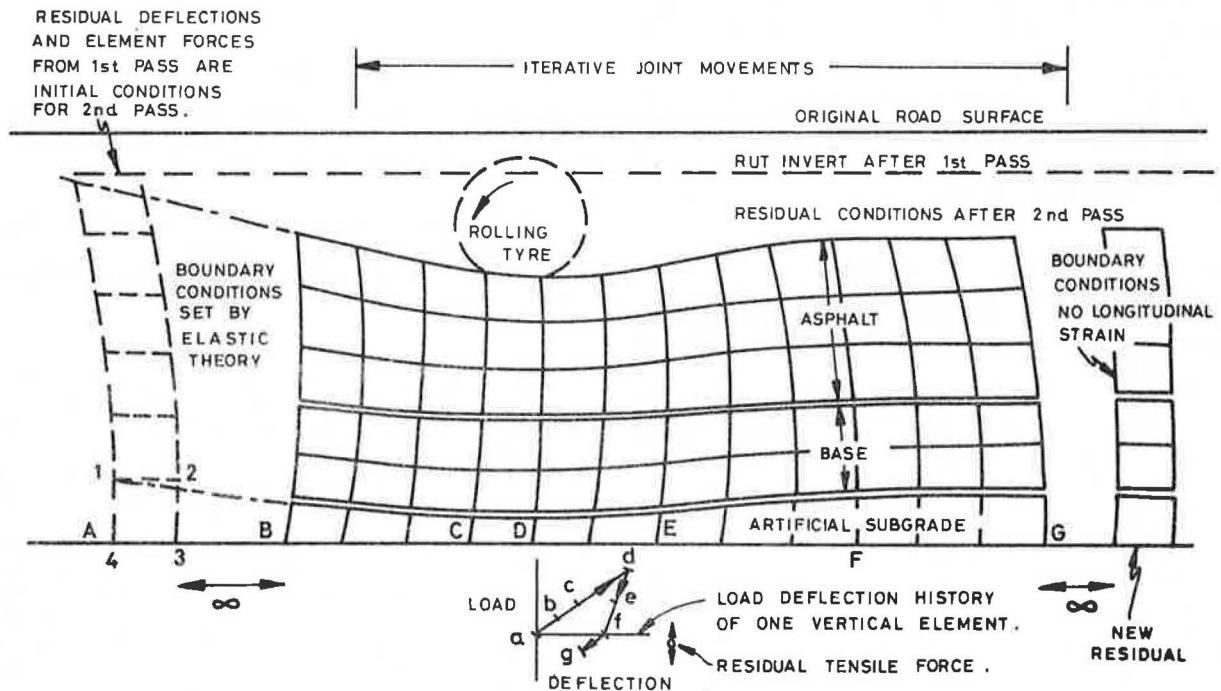 RESIDUAL DEFLECTIONS
AND ELEMENT FORCES
FROM 1st PASS ARE
INITIAL CONDITIONS
FOR 2nd PASS.
ITERATIVE JOINT MOVEMENTS
ORIGINAL ROAD SURFACE
RUT INVERT AFTER 1st PASS
RESIDUAL CONDITIONS AFTER 2nd PASS
ROLLING
TYRE
BOUNDARY
CONDITIONS
SET BY
ELASTIC
THEORY
BOUNDARY
CONDITIONS
NO LONGITUDINAL
STRAIN
ASPHALT
BASE
1 2
A B C D E ARTIFICIAL SUBGRADE G
4 3 F
∞ ∞
LOAD
a b c d e f g
DEFLECTION
LOAD DEFLECTION HISTORY
OF ONE VERTICAL ELEMENT.
RESIDUAL TENSILE FORCE.
NEW
RESIDUAL